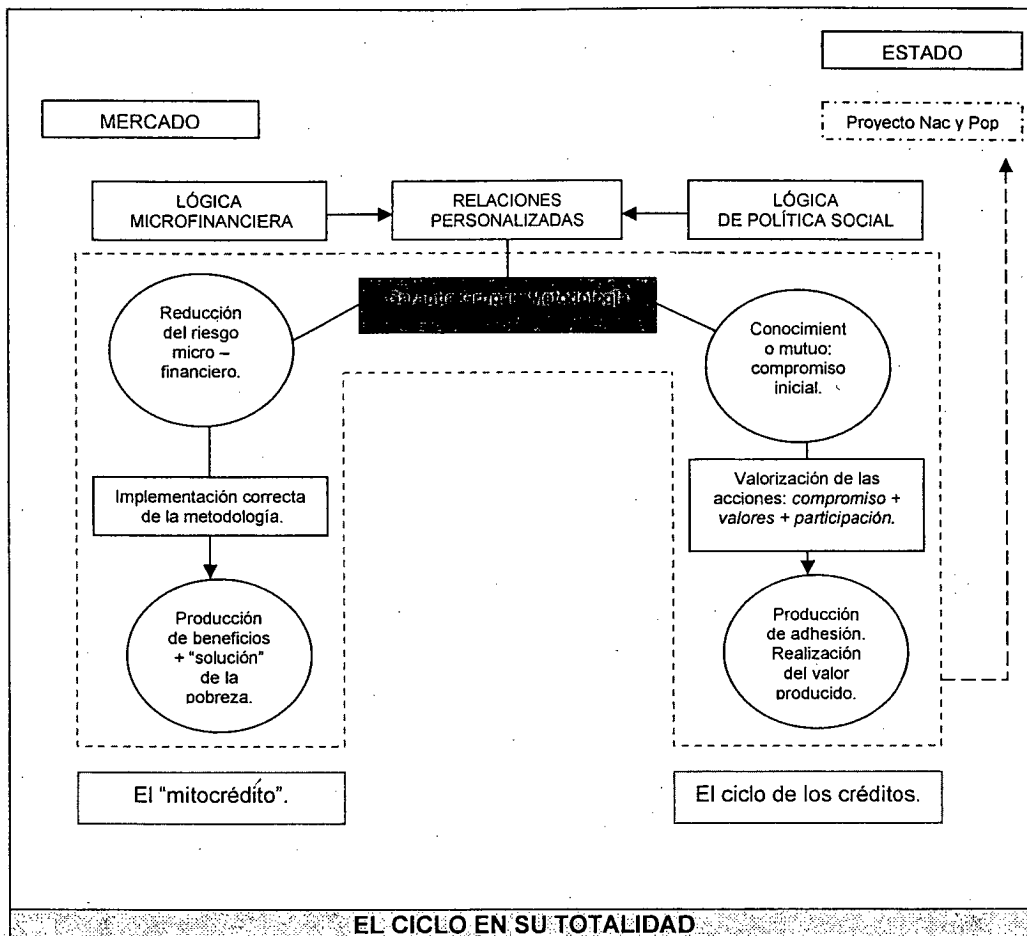 ESTADO
Proyecto Nac y Pop
MERCADO
LÓGICA
MICROFINANCIERA
RELACIONES
PERSONALIZADAS
LÓGICA
DE POLÍTICA SOCIAL
Metodología
Reducción
del riesgo
micro –
financiero.
Conocimient
o mutuo:
compromiso
inicial.
Implementación correcta
de la metodología.
Valorización de las
acciones: compromiso +
valores + participación.
Producción
de beneficios
+ “solución”
de la
pobreza.
Producción
de adhesión.
Realización
del valor
producido.
El “mitocrédito”.
El ciclo de los créditos.
EL CICLO EN SU TOTALIDAD